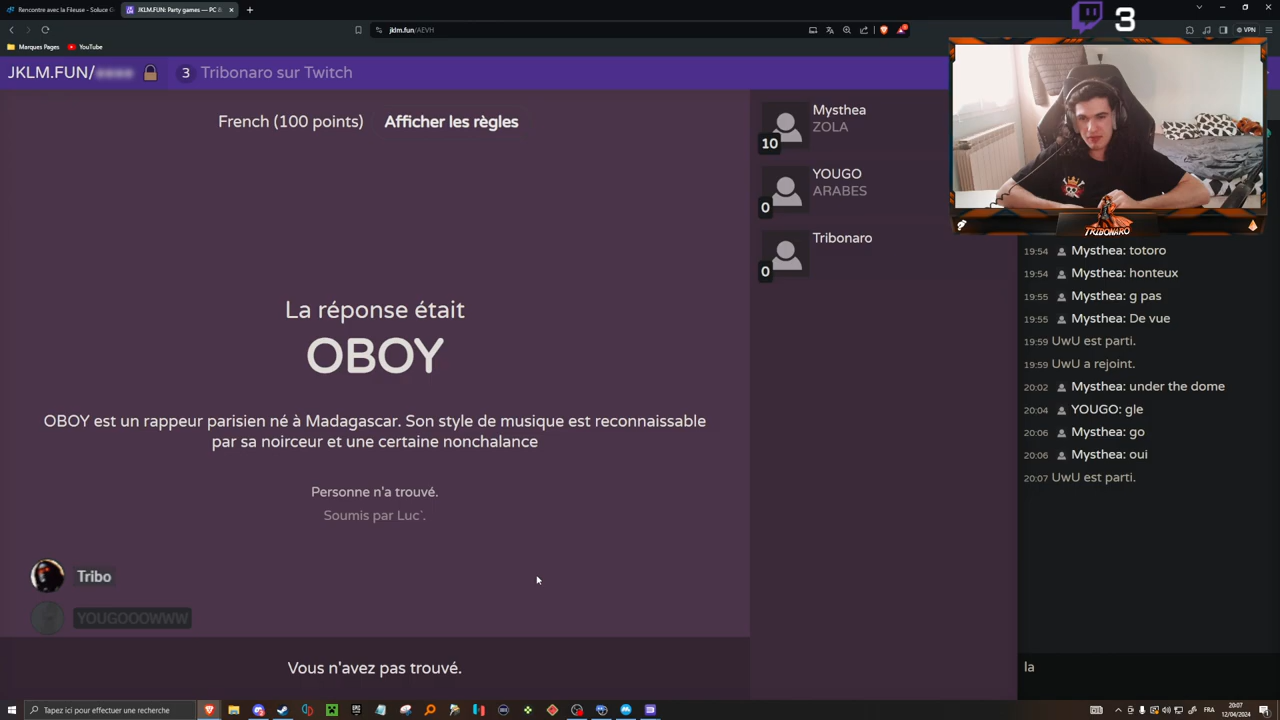 Rencontre avec la Fileuse - Soluce G
JKLM.FUN: Party games — PC &
3
jklm.fun/AEVH
VPN
Marques Pages
YouTube
JKLM.FUN/
3 Tribonaro sur Twitch
French (100 points) Afficher les règles
La réponse était
OBOY
OBOY est un rappeur parisien né à Madagascar. Son style de musique est reconnaissable
par sa noirceur et une certaine nonchalance
Personne n'a trouvé.
Soumis par Luc`.
Tribo
YOUGOOOWWW
Vous n'avez pas trouvé.
Mysthea
ZOLA
10
YOUGO
ARABES
0
Tribonaro
0
TRIBONARO
19:54 Mysthea: totoro
19:54 Mysthea: honteux
19:55 Mysthea: g pas
19:55 Mysthea: De vue
19:59 UwU est parti.
19:59 UwU a rejoint.
20:02 Mysthea: under the dome
20:04 YOUGO: gle
20:06 Mysthea: go
20:06 Mysthea: oui
20:07 UwU est parti.
la
Tapez ici pour effectuer une recherche
FRA
20:07
12/04/2024